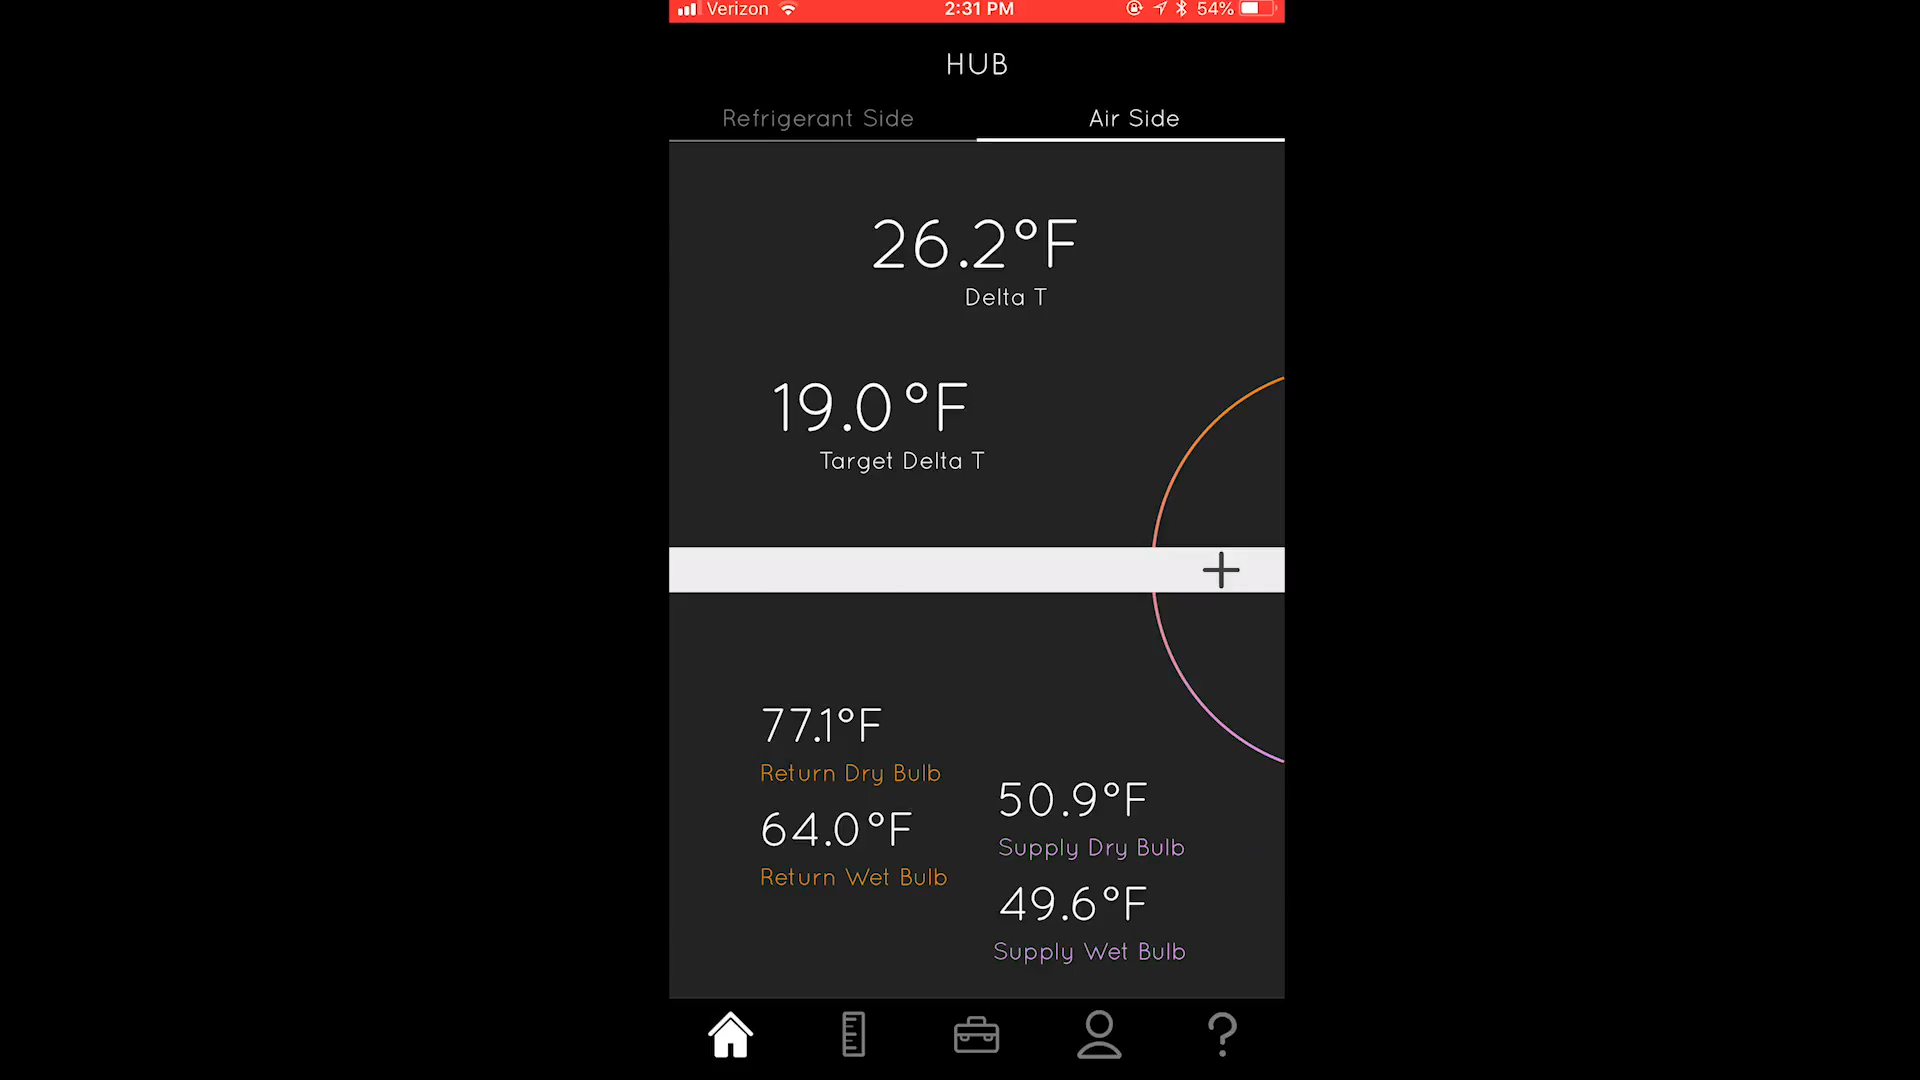 Verizon 2:31 PM 54%
HUB
Refrigerant Side Air Side
26.2°F
Delta T
19.0°F
Target Delta T
77.1°F
Return Dry Bulb
64.0°F
Return Wet Bulb
50.9°F
Supply Dry Bulb
49.6°F
Supply Wet Bulb